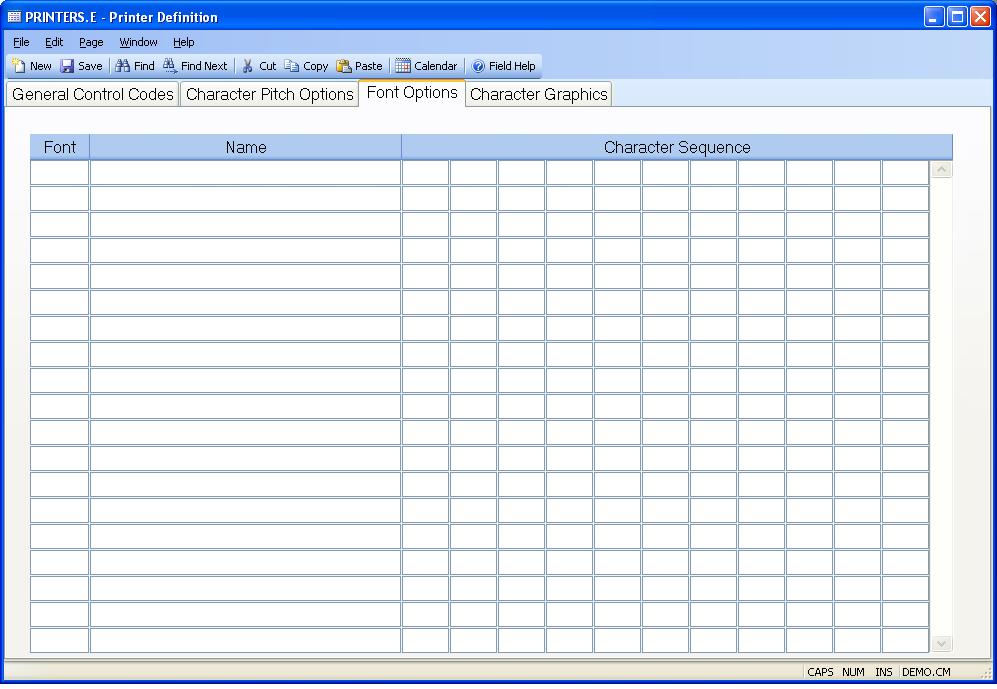 PRINTERS.E - Printer Definition
File Edit Page Window Help
New Save Find Find Next Cut Copy Paste Calendar Field Help
General Control Codes Character Pitch Options Font Options Character Graphics
Font Name Character Sequence
CAPS NUM INS DEMO.CM